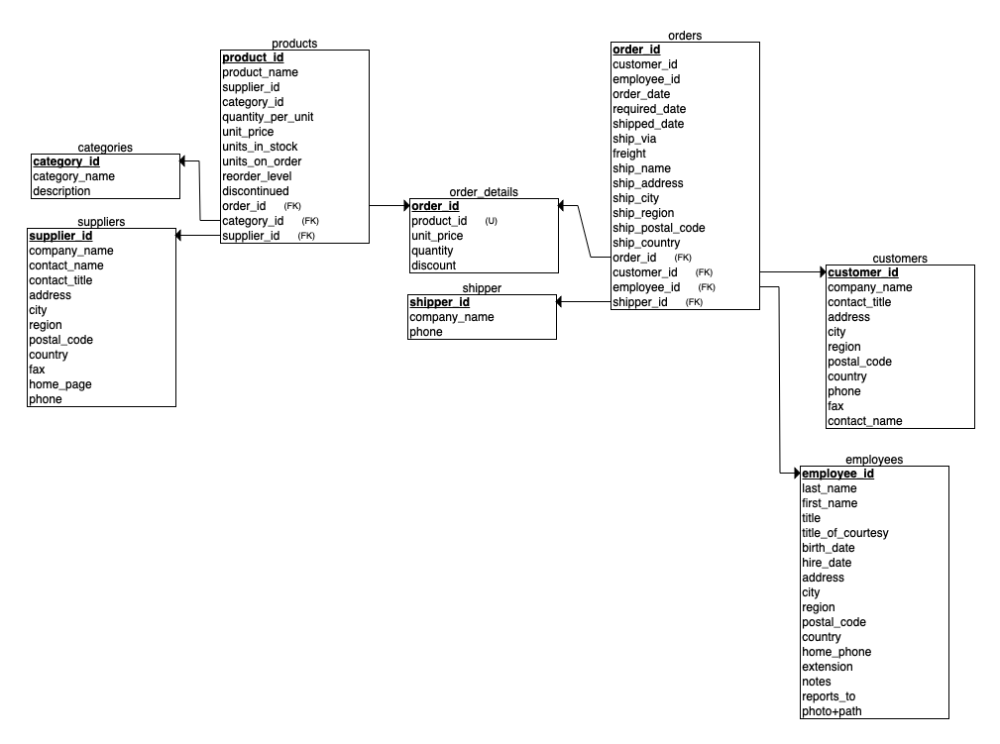 products
product_id
product_name
supplier_id
category_id
quantity_per_unit
unit_price
units_in_stock
units_on_order
reorder_level
discontinued
order_id (FK)
category_id (FK)
supplier_id (FK)
categories
category_id
category_name
description
suppliers
supplier_id
company_name
contact_name
contact_title
address
city
region
postal_code
country
fax
home_page
phone
order_details
order_id
product_id (U)
unit_price
quantity
discount
shipper
shipper_id
company_name
phone
orders
order_id
customer_id
employee_id
order_date
required_date
shipped_date
ship_via
freight
ship_name
ship_address
ship_city
ship_region
ship_postal_code
ship_country
order_id (FK)
customer_id (FK)
employee_id (FK)
shipper_id (FK)
customers
customer_id
company_name
contact_title
address
city
region
postal_code
country
phone
fax
contact_name
employees
employee_id
last_name
first_name
title
title_of_courtesy
birth_date
hire_date
address
city
region
postal_code
country
home_phone
extension
notes
reports_to
photo+path